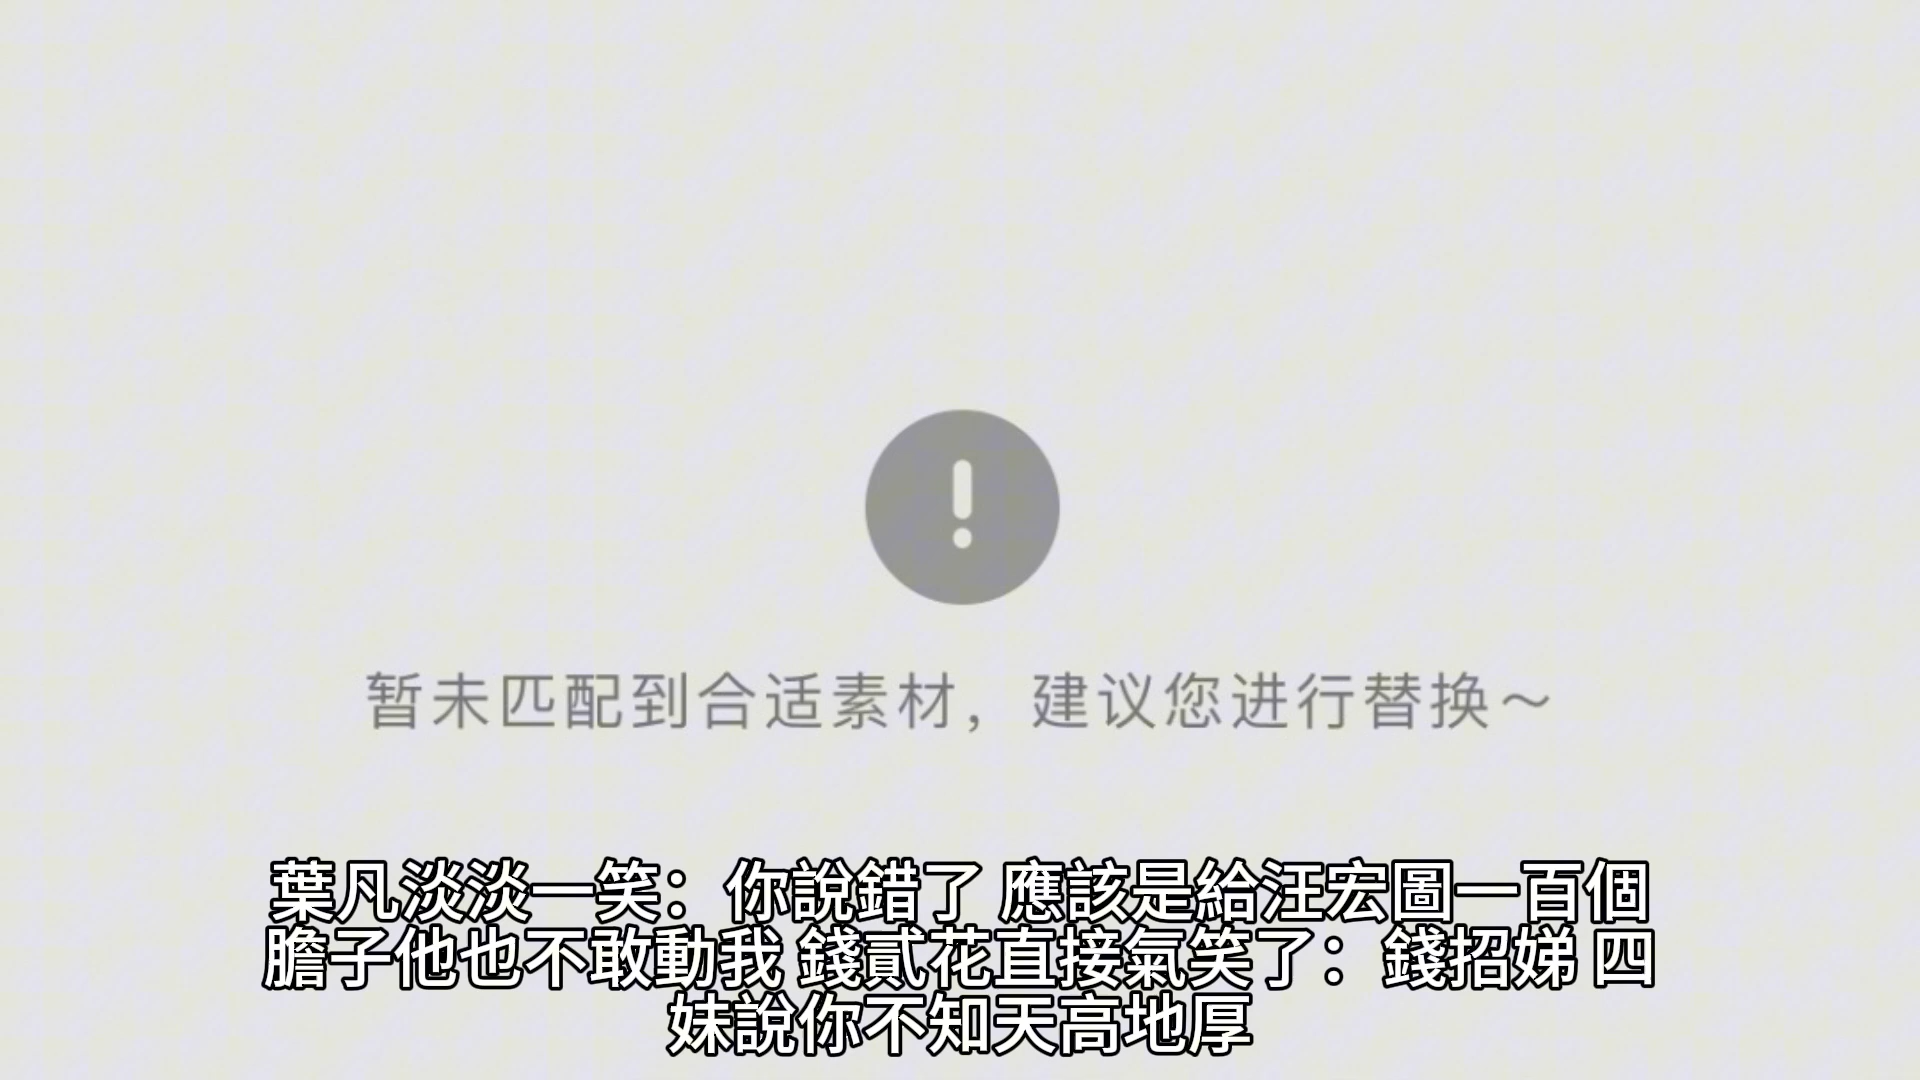 暂未匹配到合适素材，建议您进行替换～
葉凡淡淡一笑：你說錯了 應該是給汪宏圖一百個
膽子他也不敢動我 錢貳花直接氣笑了：錢招娣 四
妹說你不知天高地厚